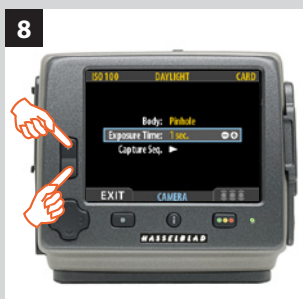 8
ISO 100 DAYLIGHT CARD
Body: Pinhole
Exposure Time: 1 sec.
Capture Seq.
EXIT CAMERA
HASSELBLAD